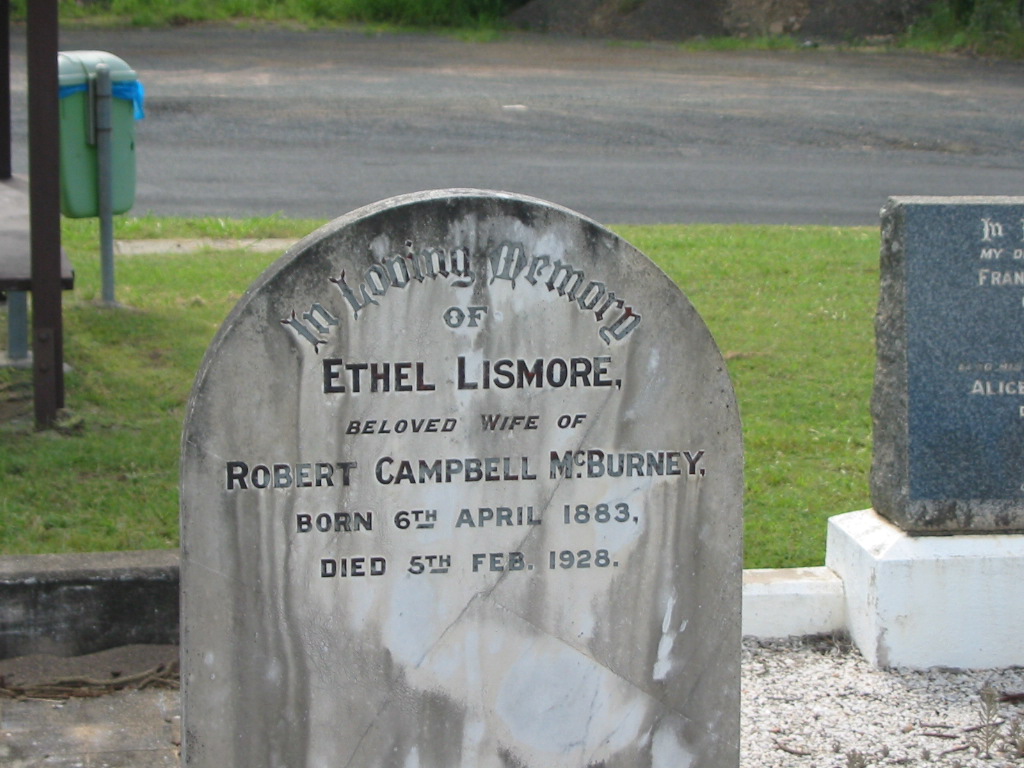 In Loving Memory
OF
ETHEL LISMORE,
BELOVED WIFE OF
ROBERT CAMPBELL McBURNEY,
BORN 6TH APRIL 1883,
DIED 5TH FEB. 1928.
In
MY
FRAN
ALICE